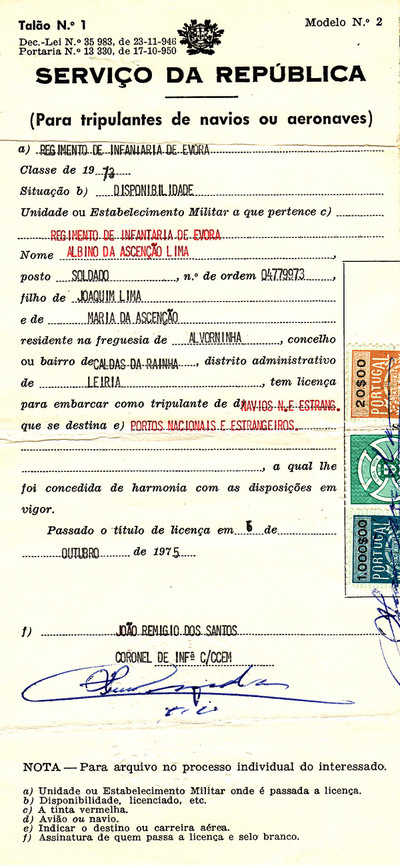 Talão N.º 1
Modelo N.º 2
Dec.-Lei N.º 35 983, de 23-11-946
Portaria N.º 13 330, de 17-10-950
SERVIÇO DA REPÚBLICA
(Para tripulantes de navios ou aeronaves)
a) REGIMENTO DE INFANTARIA DE EVORA
Classe de 1973
Situação b) DISPONIBILIDADE
Unidade ou Estabelecimento Militar a que pertence c)
REGIMENTO DE INFANTARIA DE EVORA
Nome ALBINO DA ASCENÇÃO LIMA
posto SOLDADO, n.º de ordem 04779973,
filho de JOAQUIM LIMA
e de MARIA DA ASCENÇÃO
residente na freguesia de ALVORNINHA, concelho
ou bairro de CALDAS DA RAINHA, distrito administrativo
de LEIRIA, tem licença
para embarcar como tripulante de d) NAVIOS N. E ESTRANG.
que se destina e) PORTOS NACIONAIS E ESTRANGEIROS.
, a qual lhe
foi concedida de harmonia com as disposições em
vigor.
Passado o título de licença em 6 de
OUTUBRO de 1975
20$00
PORTUGAL
1.000$00
PORTUGAL
f) JOÃO REMIGIO DOS SANTOS
CORONEL DE INFª C/CCEM
NOTA — Para arquivo no processo individual do interessado.
a) Unidade ou Estabelecimento Militar onde é passada a licença.
b) Disponibilidade, licenciado, etc.
c) A tinta vermelha.
d) Avião ou navio.
e) Indicar o destino ou carreira aérea.
f) Assinatura de quem passa a licença e selo branco.